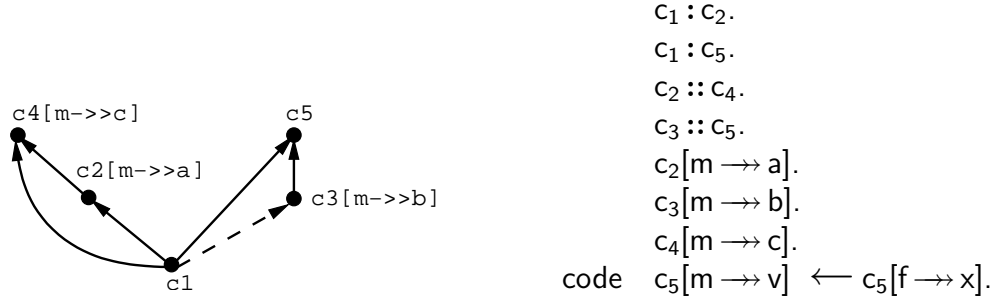 c4[m->>c]
c5
c2[m->>a]
c3[m->>b]
c1
c₁ : c₂.
c₁ : c₅.
c₂ :: c₄.
c₃ :: c₅.
c₂[m →→ a].
c₃[m →→ b].
c₄[m →→ c].
code c₅[m →→ v] ← c₅[f →→ x].